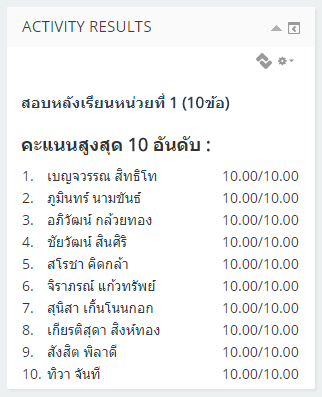 ACTIVITY RESULTS
สอบหลังเรียนหน่วยที่ 1 (10ข้อ)
คะแนนสูงสุด 10 อันดับ :
1. เบญจวรรณ สิทธิโท 10.00/10.00
2. ภูมินทร์ นามขันธ์ 10.00/10.00
3. อภิวัฒน์ กล้วยทอง 10.00/10.00
4. ชัยวัฒน์ สินศิริ 10.00/10.00
5. สโรชา คิดกล้า 10.00/10.00
6. จิราภรณ์ แก้วทรัพย์ 10.00/10.00
7. สุนิสา เกิ้นโนนกอก 10.00/10.00
8. เกียรติสุดา สิงห์ทอง 10.00/10.00
9. สังสิต พิลาดี 10.00/10.00
10. ทิวา จันที 10.00/10.00